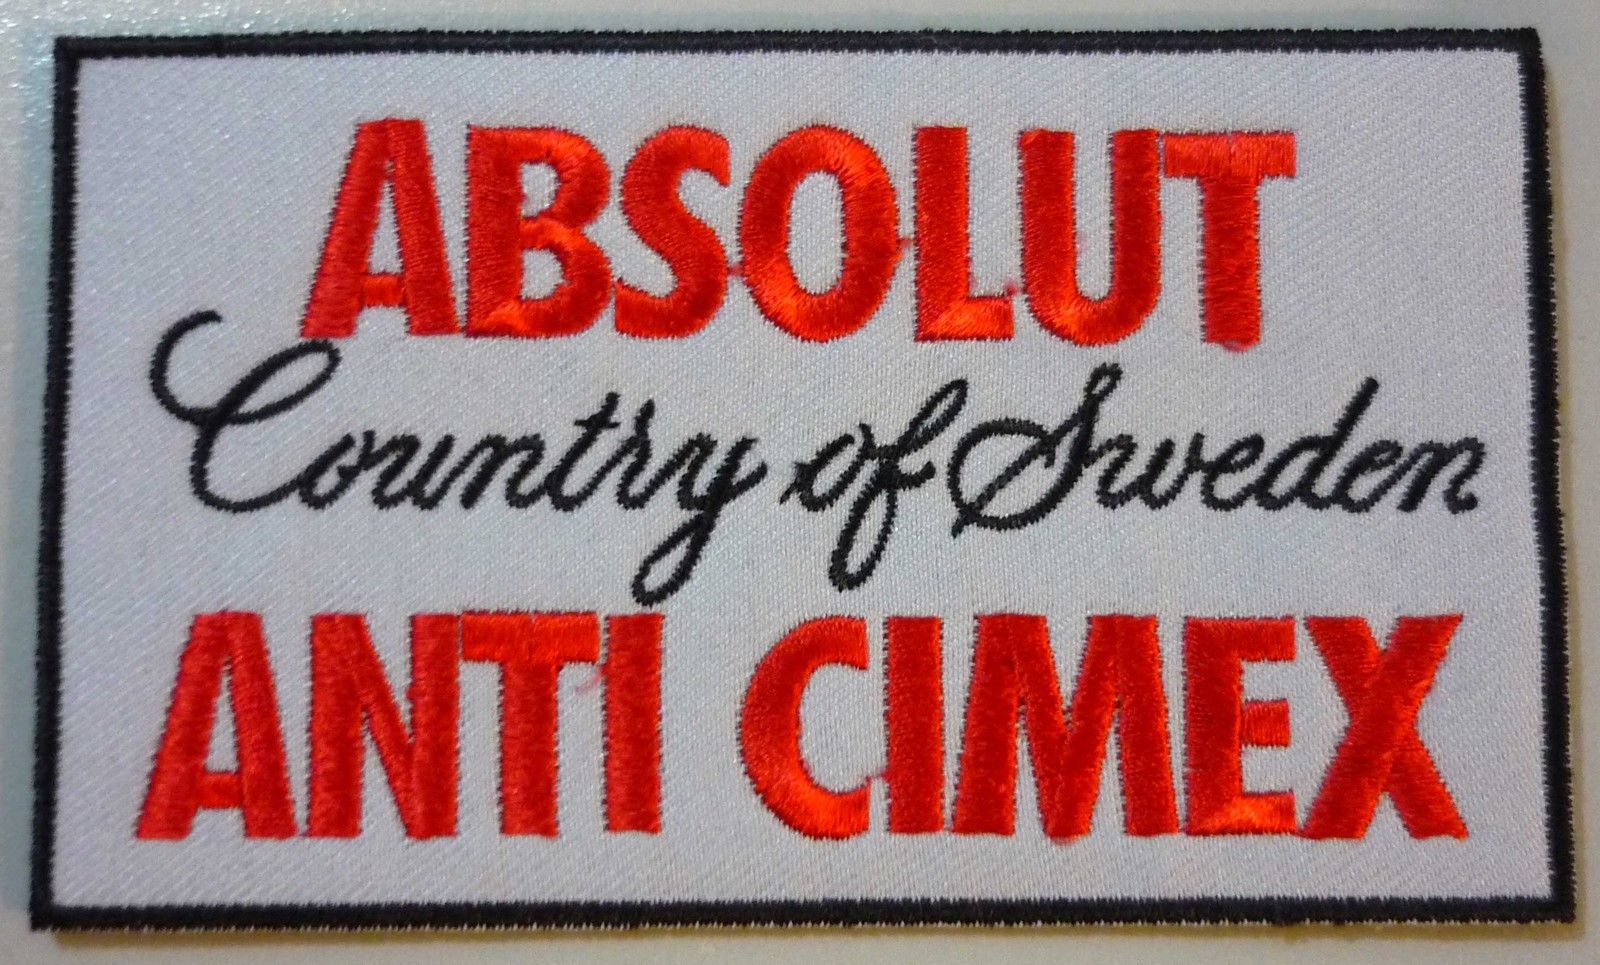 ABSOLUT
Country of Sweden
ANTI CIMEX